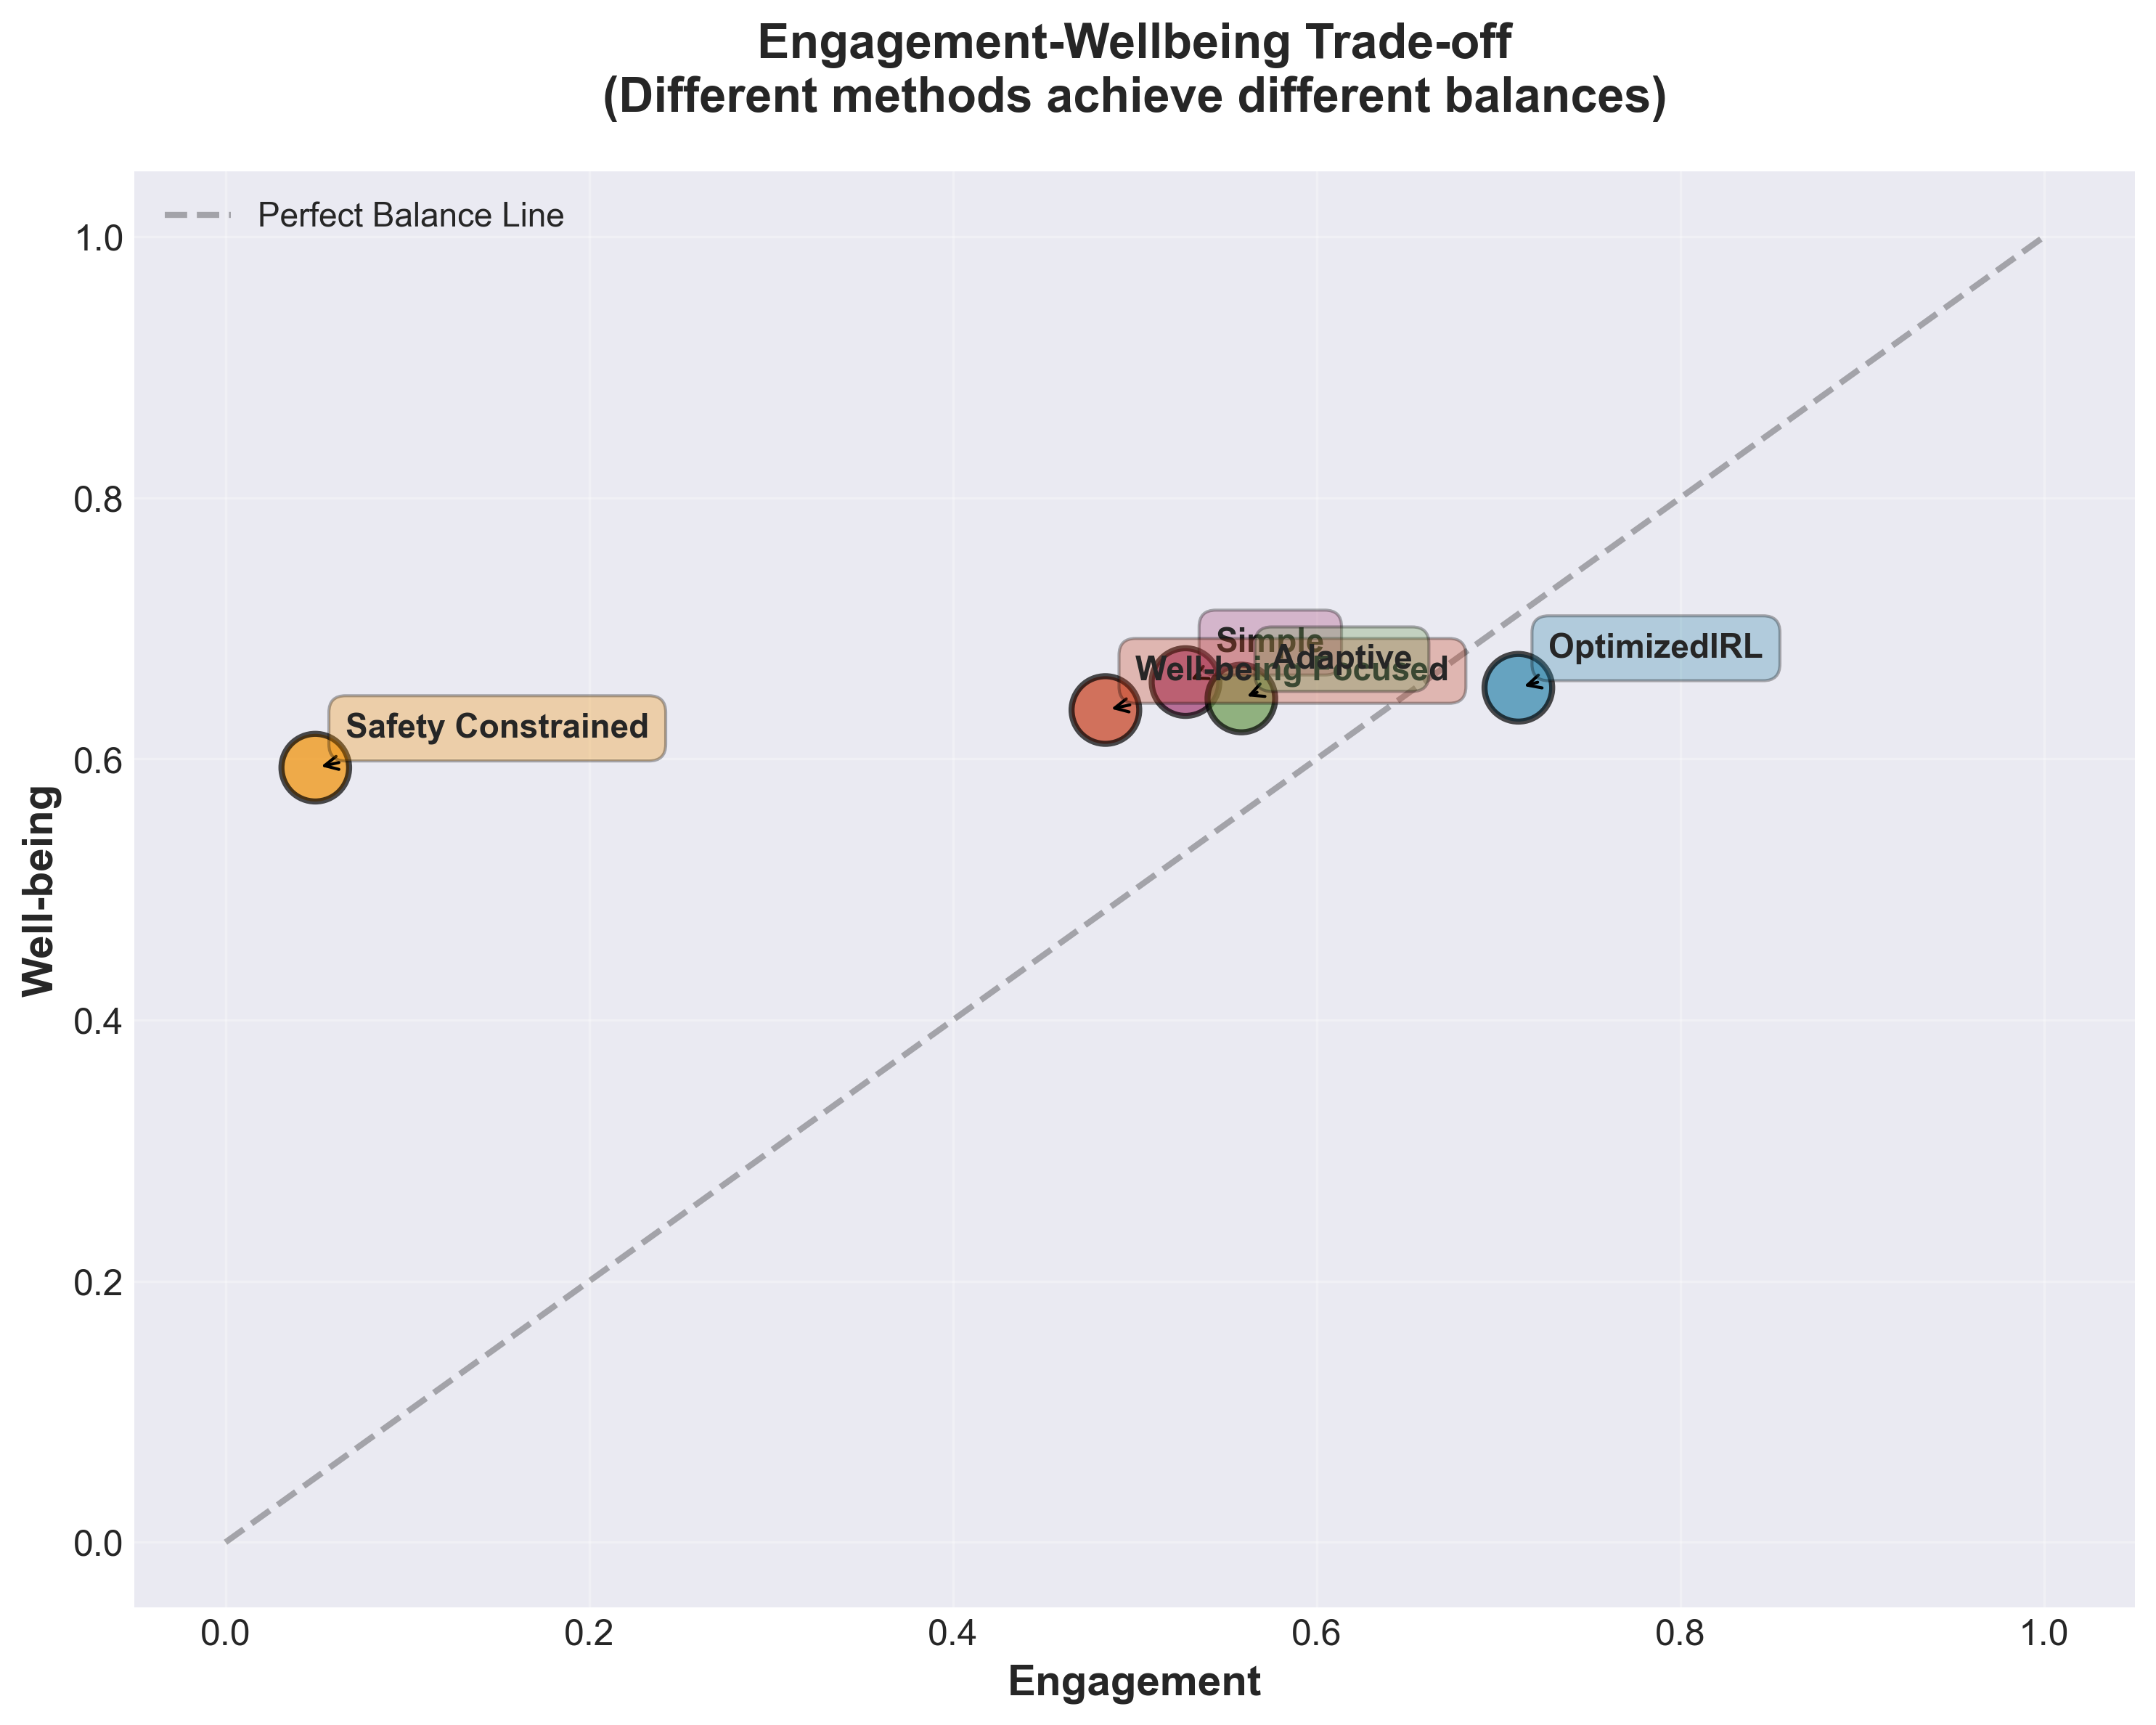 Engagement-Wellbeing Trade-off
(Different methods achieve different balances)
Perfect Balance Line
1.0
0.8
0.6
0.4
0.2
0.0
Well-being
Simple
Adaptive
Well-being Focused
OptimizedIRL
Safety Constrained
0.0 0.2 0.4 0.6 0.8 1.0
Engagement